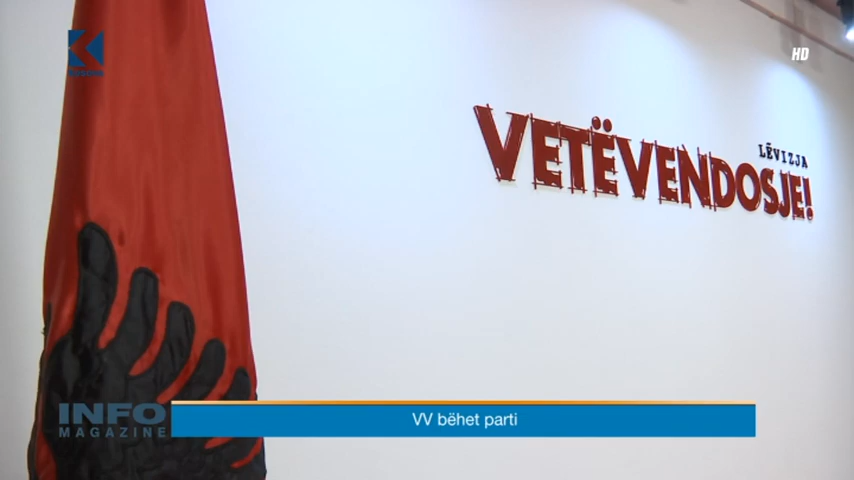 HD
LËVIZJA
VETËVENDOSJE!
INFO
MAGAZINE
VV bëhet parti